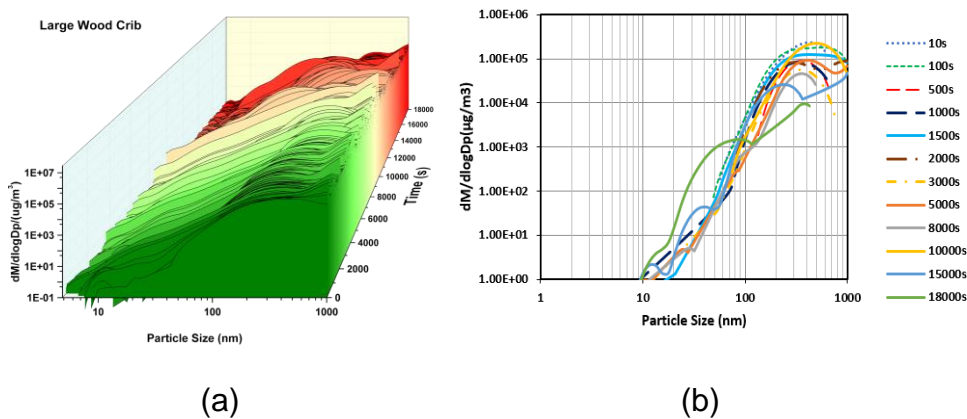 Large Wood Crib
dM/dlogDp/(ug/m³)
1E+07
1E+05
1E+03
1E+01
1E-01
10
100
1000
Particle Size (nm)
0
2000
4000
6000
8000
10000
12000
14000
16000
18000
Time (s)
(a)
(b)
dM/dlogDp(µg/m3)
1.00E+06
1.00E+05
1.00E+04
1.00E+03
1.00E+02
1.00E+01
1.00E+00
1
10
100
1000
Particle Size (nm)
10s
100s
500s
1000s
1500s
2000s
3000s
5000s
8000s
10000s
15000s
18000s
(a)
(b)